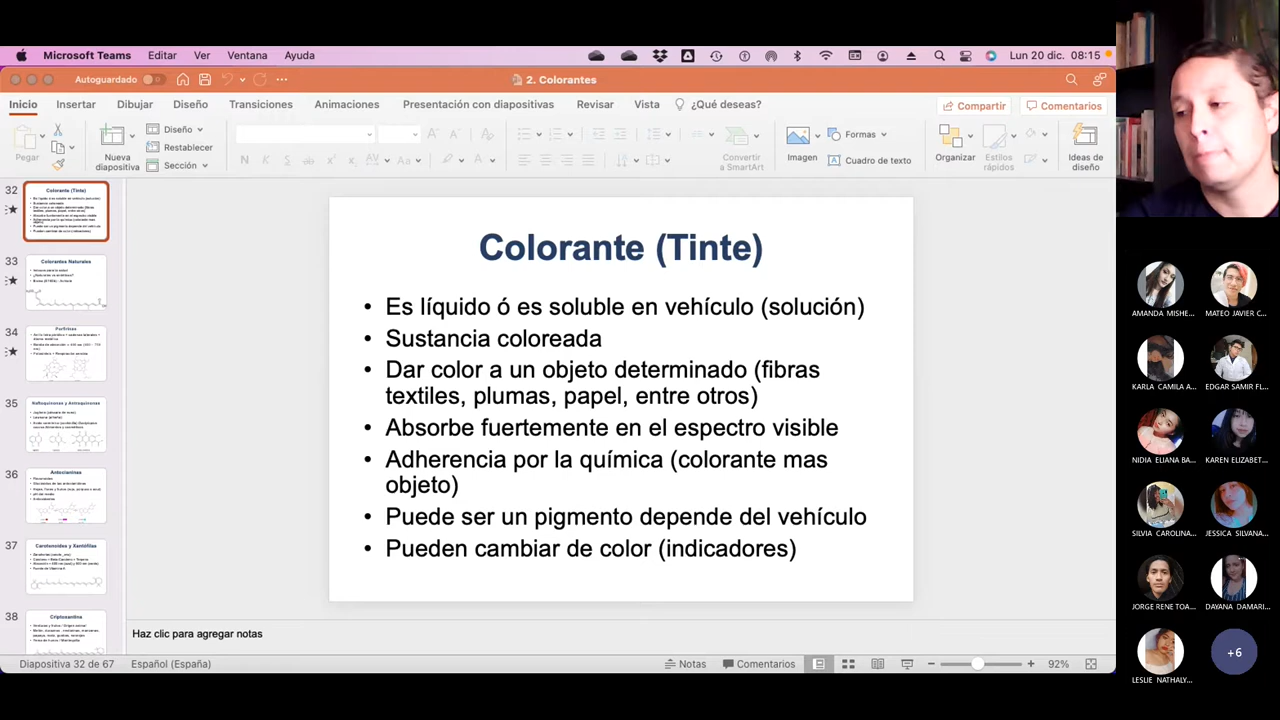 Microsoft Teams Editar Ver Ventana Ayuda Lun 20 dic. 08:15
Autoguardado 2. Colorantes
Inicio Insertar Dibujar Diseño Transiciones Animaciones Presentación con diapositivas Revisar Vista ¿Qué deseas? Compartir Comentarios
Pegar
Nueva diapositiva
Diseño
Restablecer
Sección
Convertir a SmartArt
Imagen
Formas
Cuadro de texto
Organizar
Estilos rápidos
Ideas de diseño
32
Colorante (Tinte)
33
Colorantes Naturales
34
Porfirinas
35
Naftoquinonas y Antroquinonas
36
Antocianinas
37
Carotenoides y Xantófilas
38
Criptoxantina
Colorante (Tinte)
• Es líquido ó es soluble en vehículo (solución)
• Sustancia coloreada
• Dar color a un objeto determinado (fibras
textiles, plumas, papel, entre otros)
• Absorbe fuertemente en el espectro visible
• Adherencia por la química (colorante mas
objeto)
• Puede ser un pigmento depende del vehículo
• Pueden cambiar de color (indicadores)
Haz clic para agregar notas
Diapositiva 32 de 67 Español (España) Notas Comentarios 92%
AMANDA MISHE... MATEO JAVIER C...
KARLA CAMILA A... EDGAR SAMIR FL...
NIDIA ELIANA BA... KAREN ELIZABET...
SILVIA CAROLINA... JESSICA SILVANA...
JORGE RENE TOA... DAYANA DAMARI...
+6
LESLIE NATHALY...